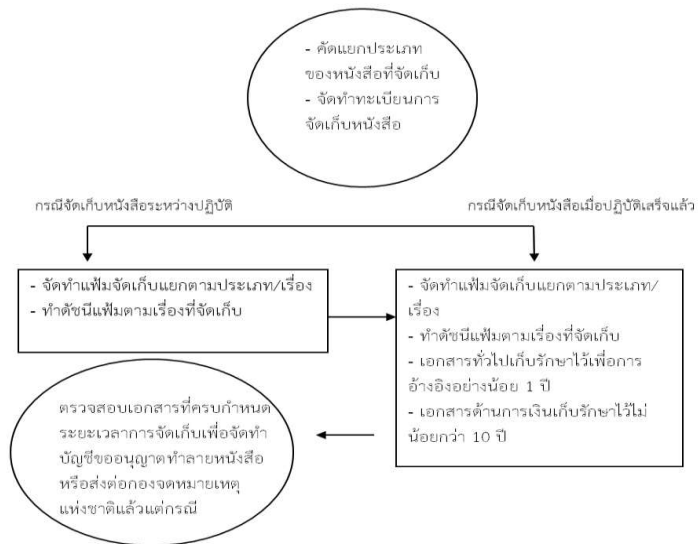 - คัดแยกประเภท
ของหนังสือที่จัดเก็บ
- จัดทำทะเบียนการ
จัดเก็บหนังสือ
กรณีจัดเก็บหนังสือระหว่างปฏิบัติ
กรณีจัดเก็บหนังสือเมื่อปฏิบัติเสร็จแล้ว
- จัดทำแฟ้มจัดเก็บแยกตามประเภท/เรื่อง
- ทำดัชนีแฟ้มตามเรื่องที่จัดเก็บ
- จัดทำแฟ้มจัดเก็บแยกตามประเภท/
เรื่อง
- ทำดัชนีแฟ้มตามเรื่องที่จัดเก็บ
- เอกสารทั่วไปเก็บรักษาไว้เพื่อการ
อ้างอิงอย่างน้อย 1 ปี
- เอกสารด้านการเงินเก็บรักษาไว้ไม่
น้อยกว่า 10 ปี
ตรวจสอบเอกสารที่ครบกำหนด
ระยะเวลาการจัดเก็บเพื่อจัดทำ
บัญชีขออนุญาตทำลายหนังสือ
หรือส่งต่อกองจดหมายเหตุ
แห่งชาติแล้วแต่กรณี